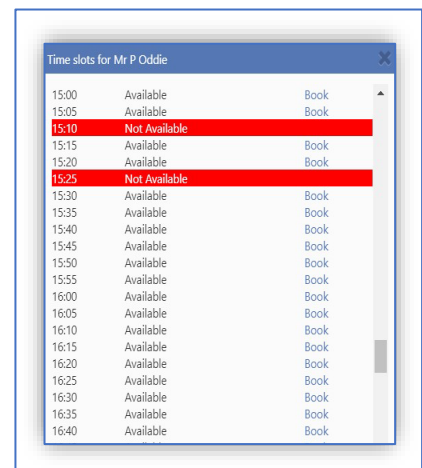 Time slots for Mr P Oddie
15:00 Available Book
15:05 Available Book
15:10 Not Available
15:15 Available Book
15:20 Available Book
15:25 Not Available
15:30 Available Book
15:35 Available Book
15:40 Available Book
15:45 Available Book
15:50 Available Book
15:55 Available Book
16:00 Available Book
16:05 Available Book
16:10 Available Book
16:15 Available Book
16:20 Available Book
16:25 Available Book
16:30 Available Book
16:35 Available Book
16:40 Available Book